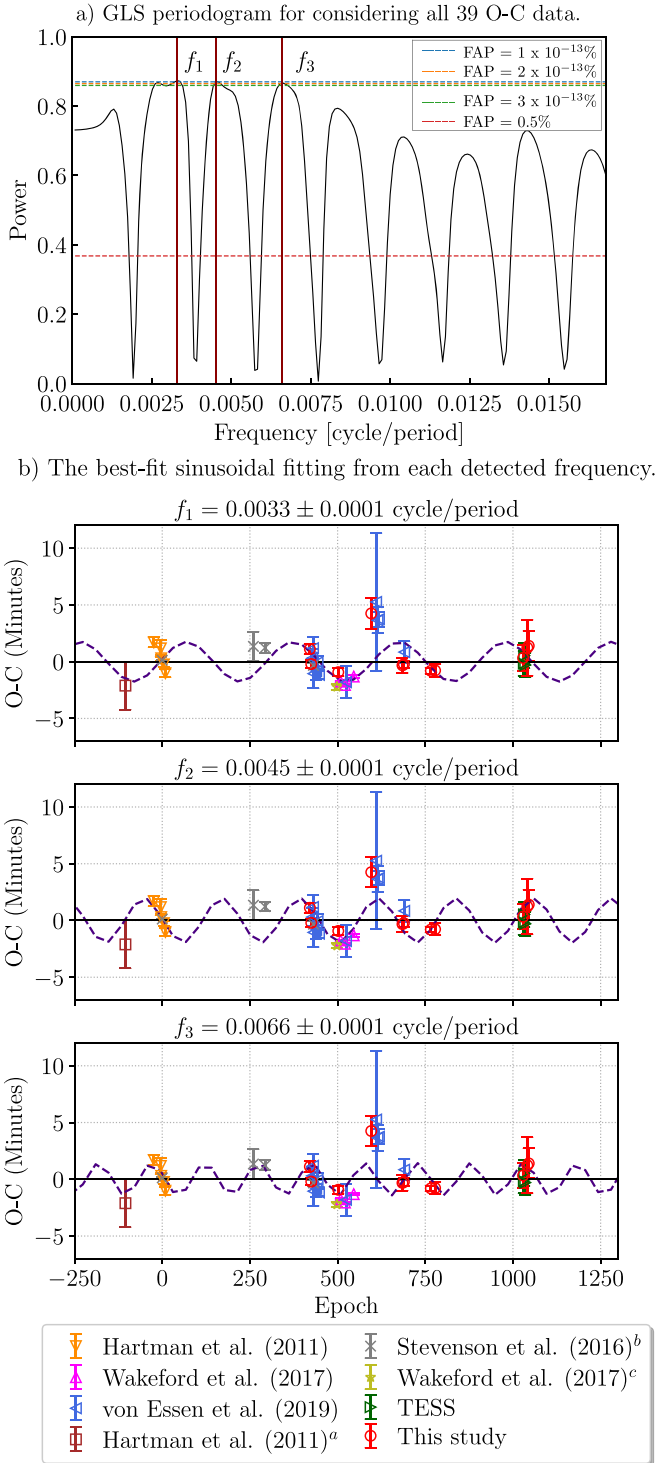 a) GLS periodogram for considering all 39 O-C data.
1.0
0.8
0.6
0.4
0.2
0.0
Power
f₁
f₂
f₃
FAP = 1 x 10⁻¹³%
FAP = 2 x 10⁻¹³%
FAP = 3 x 10⁻¹³%
FAP = 0.5%
0.0000 0.0025 0.0050 0.0075 0.0100 0.0125 0.0150
Frequency [cycle/period]
b) The best-fit sinusoidal fitting from each detected frequency.
f₁ = 0.0033 ± 0.0001 cycle/period
10
5
0
−5
O-C (Minutes)
f₂ = 0.0045 ± 0.0001 cycle/period
10
5
0
−5
O-C (Minutes)
f₃ = 0.0066 ± 0.0001 cycle/period
10
5
0
−5
O-C (Minutes)
−250 0 250 500 750 1000 1250
Epoch
Hartman et al. (2011)
Wakeford et al. (2017)
von Essen et al. (2019)
Hartman et al. (2011)ᵃ
Stevenson et al. (2016)ᵇ
Wakeford et al. (2017)ᶜ
TESS
This study